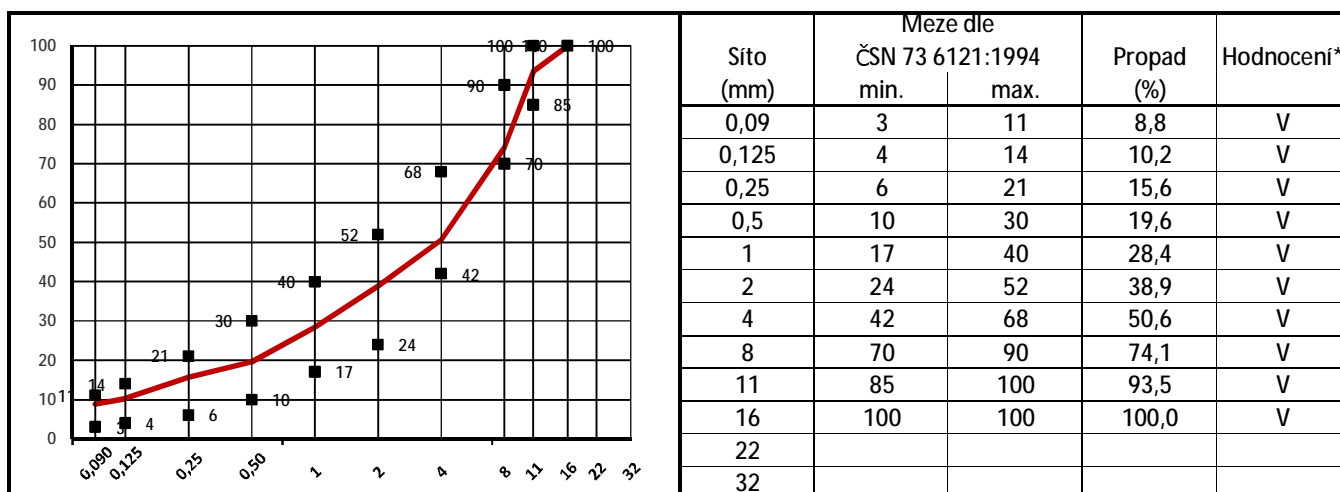 100
90
80
70
60
50
40
30
20
10
0
100 100 100
90
85
70
68
52
42
40
30
24
21
17
14
11
10
6
4
3
0,090 0,125 0,25 0,50 1 2 4 8 11 16 22 32
Meze dle
Síto ČSN 73 6121:1994 Propad Hodnocení*
(mm) min. max. (%)
0,09 3 11 8,8 V
0,125 4 14 10,2 V
0,25 6 21 15,6 V
0,5 10 30 19,6 V
1 17 40 28,4 V
2 24 52 38,9 V
4 42 68 50,6 V
8 70 90 74,1 V
11 85 100 93,5 V
16 100 100 100,0 V
22
32